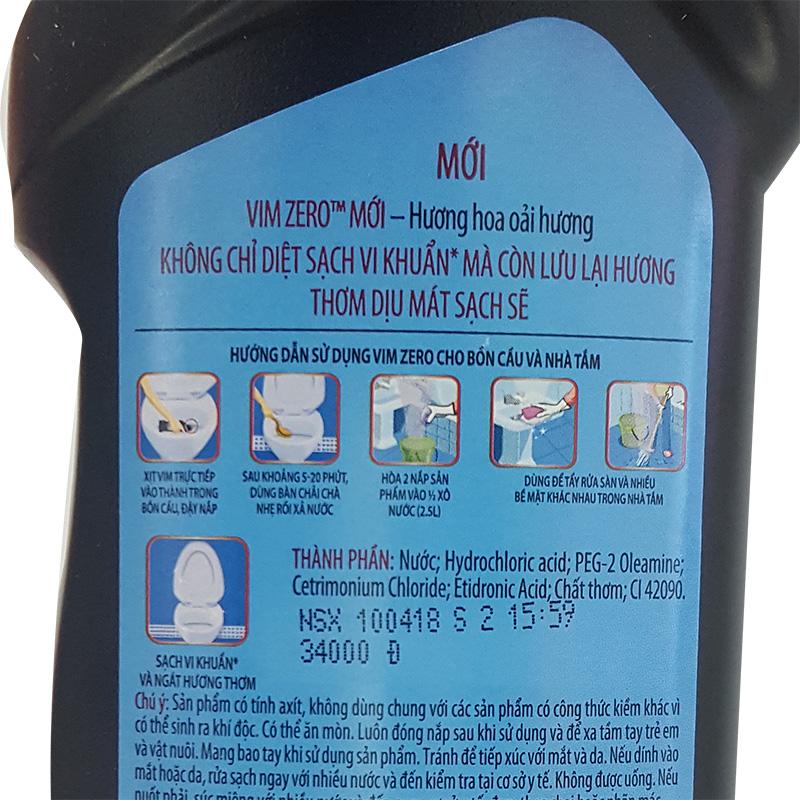 MỚI
VIM ZERO™ MỚI – Hương hoa oải hương
KHÔNG CHỈ DIỆT SẠCH VI KHUẨN* MÀ CÒN LƯU LẠI HƯƠNG
THƠM DỊU MÁT SẠCH SẼ
HƯỚNG DẪN SỬ DỤNG VIM ZERO CHO BỒN CẦU VÀ NHÀ TẮM
XỊT VIM TRỰC TIẾP
VÀO THÀNH TRONG
BỒN CẦU, ĐẬY NẮP
SAU KHOẢNG 5-20 PHÚT,
DÙNG BÀN CHẢI CHÀ
NHẸ RỒI XẢ NƯỚC
HÒA 2 NẮP SẢN
PHẨM VÀO ½ XÔ
NƯỚC (2.5L)
DÙNG ĐỂ TẨY RỬA SÀN VÀ NHIỀU
BỀ MẶT KHÁC NHAU TRONG NHÀ TẮM
SẠCH VI KHUẨN*
VÀ NGÁT HƯƠNG THƠM
THÀNH PHẦN: Nước; Hydrochloric acid; PEG-2 Oleamine;
Cetrimonium Chloride; Etidronic Acid; Chất thơm; CI 42090.
NSX 100418 S 2 15:59
34000 Đ
Chú ý: Sản phẩm có tính axít, không dùng chung với các sản phẩm có công thức kiềm khác vì
có thể sinh ra khí độc. Có thể ăn mòn. Luôn đóng nắp sau khi sử dụng và để xa tầm tay trẻ em
và vật nuôi. Mang bao tay khi sử dụng sản phẩm. Tránh để tiếp xúc với mắt và da. Nếu dính vào
mắt hoặc da, rửa sạch ngay với nhiều nước và đến kiểm tra tại cơ sở y tế. Không được uống. Nếu
nuốt phải, súc miệng với nhiều nước và